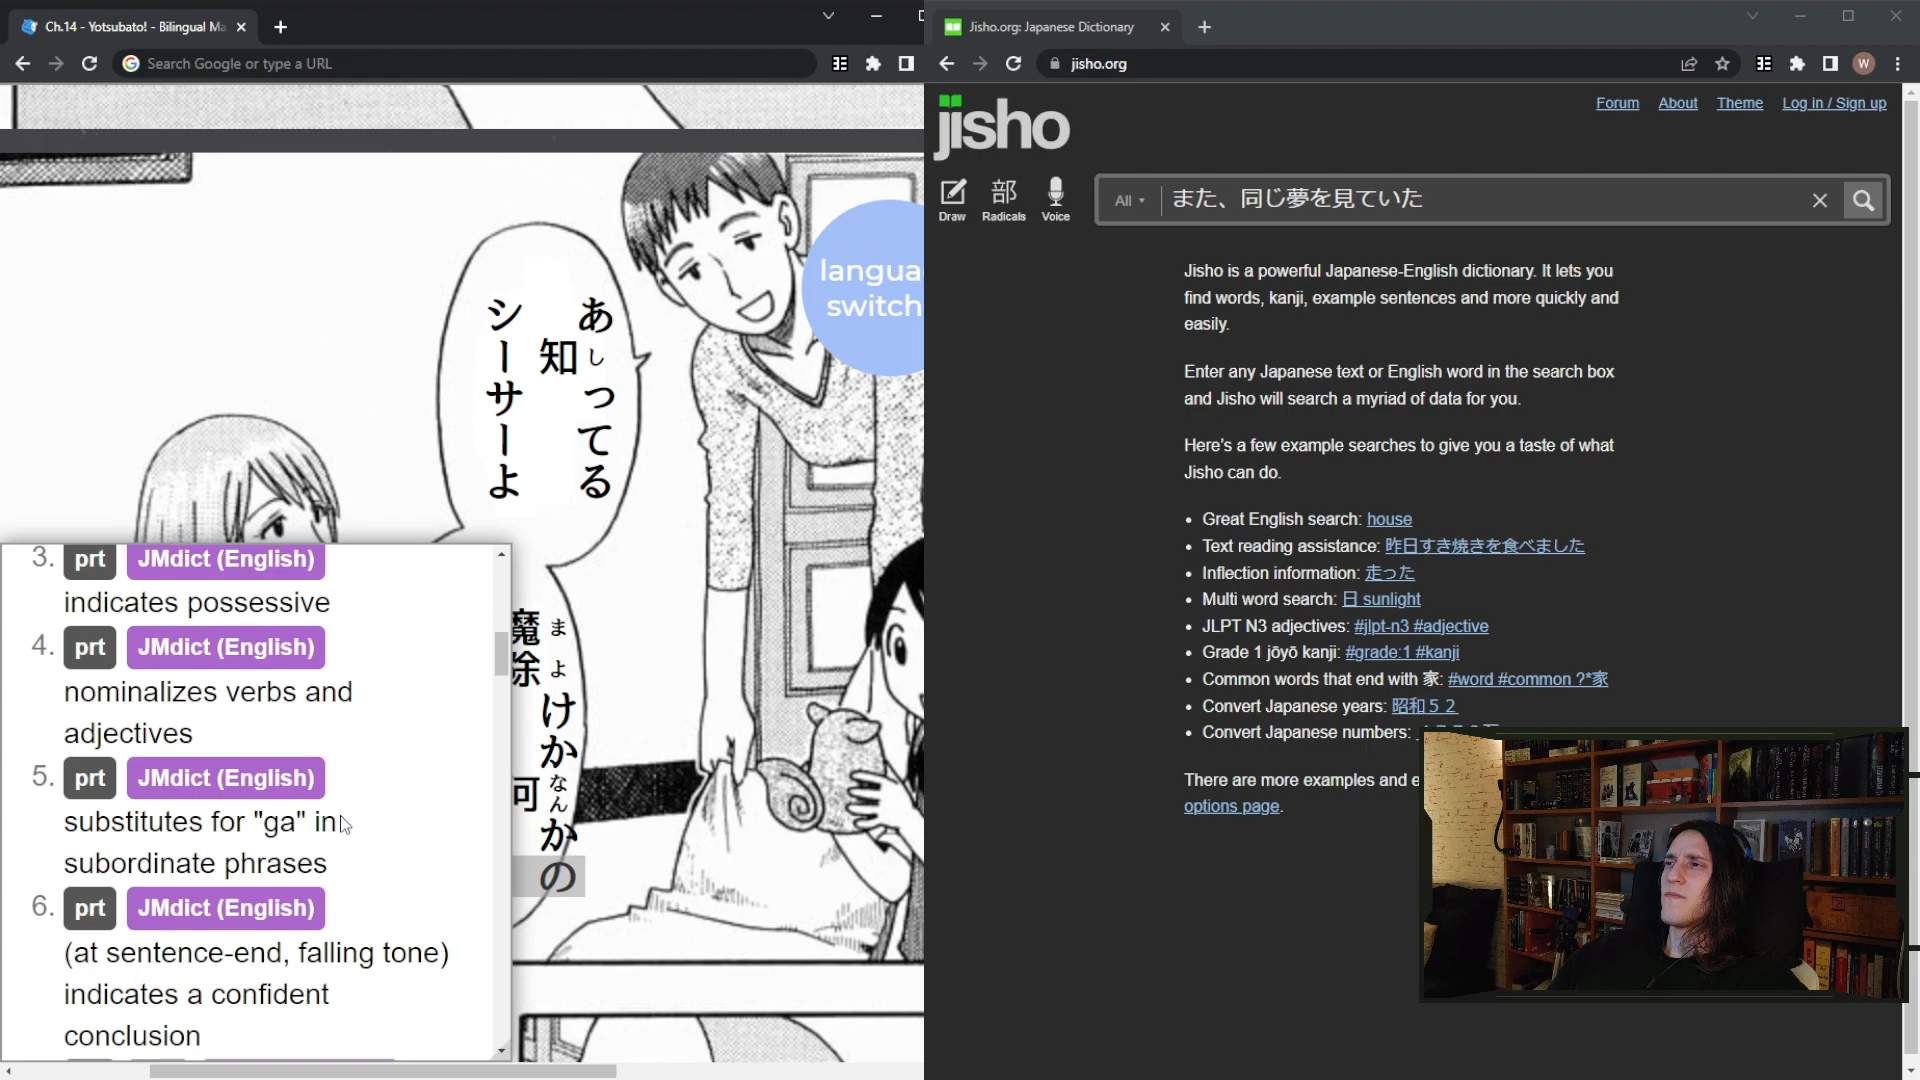 Ch.14 - Yotsubato! - Bilingual Ma
Search Google or type a URL
あ
知ってる
し
シーサーよ
langua
switch
魔除けか
まよ
何かの
なん
3. prt JMdict (English)
indicates possessive
4. prt JMdict (English)
nominalizes verbs and
adjectives
5. prt JMdict (English)
substitutes for "ga" in
subordinate phrases
6. prt JMdict (English)
(at sentence-end, falling tone)
indicates a confident
conclusion
Jisho.org: Japanese Dictionary
jisho.org
W
Forum About Theme Log in / Sign up
jisho
部
Draw Radicals Voice
All また、同じ夢を見ていた
Jisho is a powerful Japanese-English dictionary. It lets you
find words, kanji, example sentences and more quickly and
easily.
Enter any Japanese text or English word in the search box
and Jisho will search a myriad of data for you.
Here's a few example searches to give you a taste of what
Jisho can do.
• Great English search: house
• Text reading assistance: 昨日すき焼きを食べました
• Inflection information: 走った
• Multi word search: 日 sunlight
• JLPT N3 adjectives: #jlpt-n3 #adjective
• Grade 1 jōyō kanji: #grade:1 #kanji
• Common words that end with 家: #word #common ?*家
• Convert Japanese years: 昭和５２
• Convert Japanese numbers:
There are more examples and e
options page.